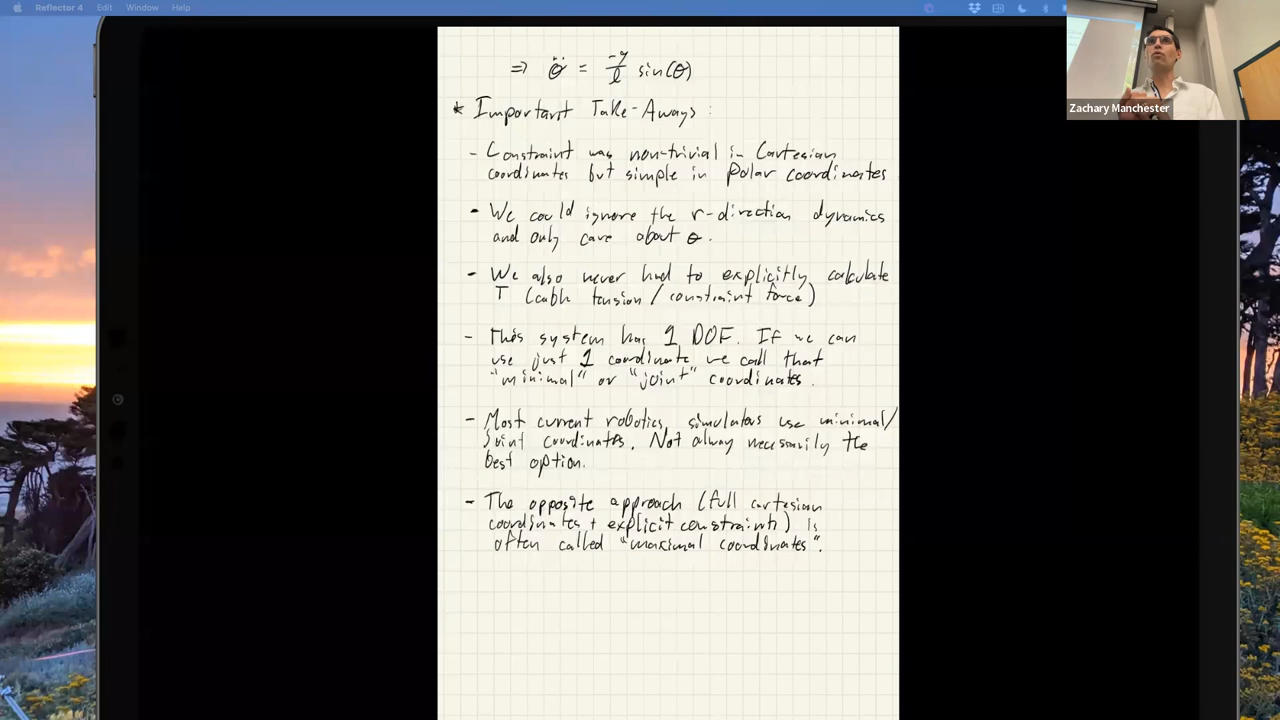 Reflector 4 Edit Window Help
Zachary Manchester
⇒ θ̈ = -g/l sin(θ)
* Important Take-Aways:
- Constraint was non-trivial in Cartesian
coordinates but simple in Polar coordinates
- We could ignore the r-direction dynamics
and only care about θ.
- We also never had to explicitly calculate
T (cable tension / constraint force)
- This system has 1 DOF. If we can
use just 1 coordinate we call that
"minimal" or "joint" coordinates.
- Most current robotics simulators use minimal/
joint coordinates. Not alway necessarily the
best option.
- The opposite approach (full cartesian
coordinates + explicit constraints) is
often called "maximal coordinates".